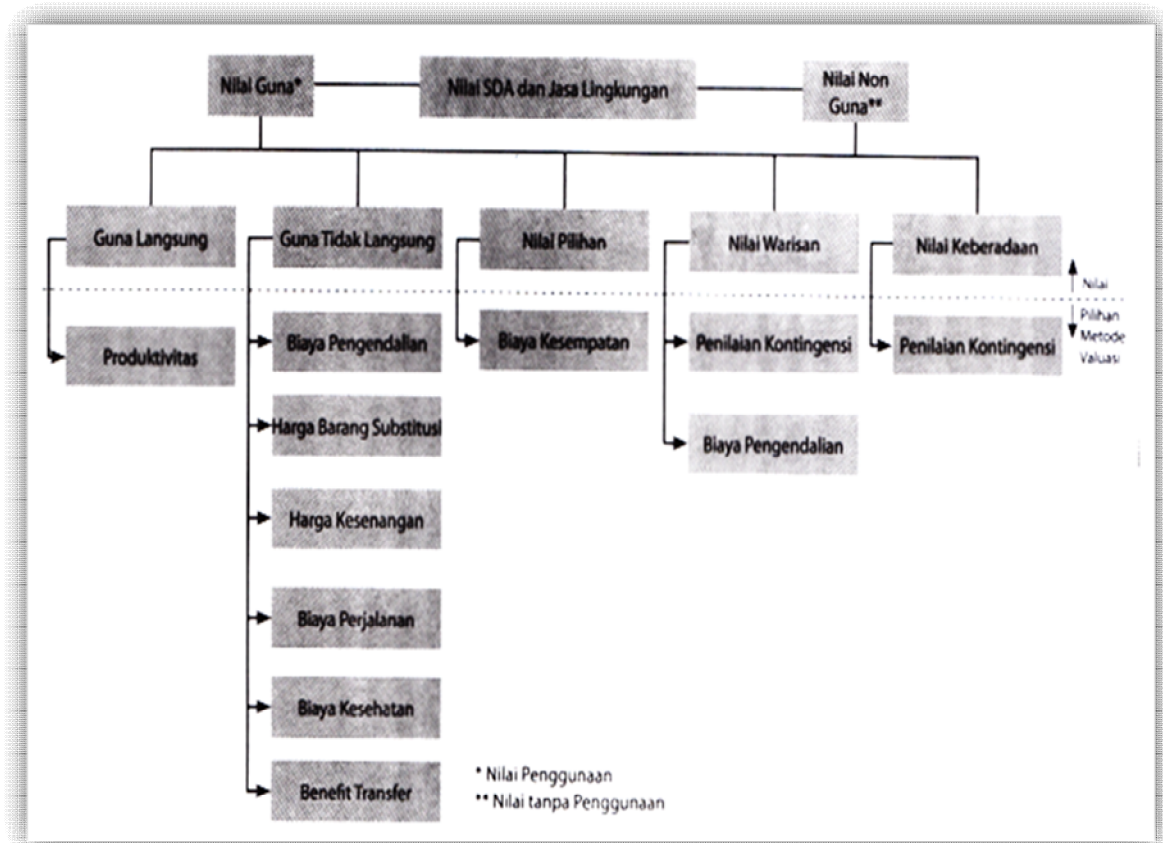 Nilai Guna*
Nilai SDA dan Jasa Lingkungan
Nilai Non
Guna**
Guna Langsung
Guna Tidak Langsung
Nilai Pilihan
Nilai Warisan
Nilai Keberadaan
Nilai
Pilihan
Metode
Valuasi
Produktivitas
Biaya Pengendalian
Biaya Kesempatan
Penilaian Kontingensi
Penilaian Kontingensi
Harga Barang Substitusi
Biaya Pengendalian
Harga Kesenangan
Biaya Perjalanan
Biaya Kesehatan
Benefit Transfer
* Nilai Penggunaan
** Nilai tanpa Penggunaan